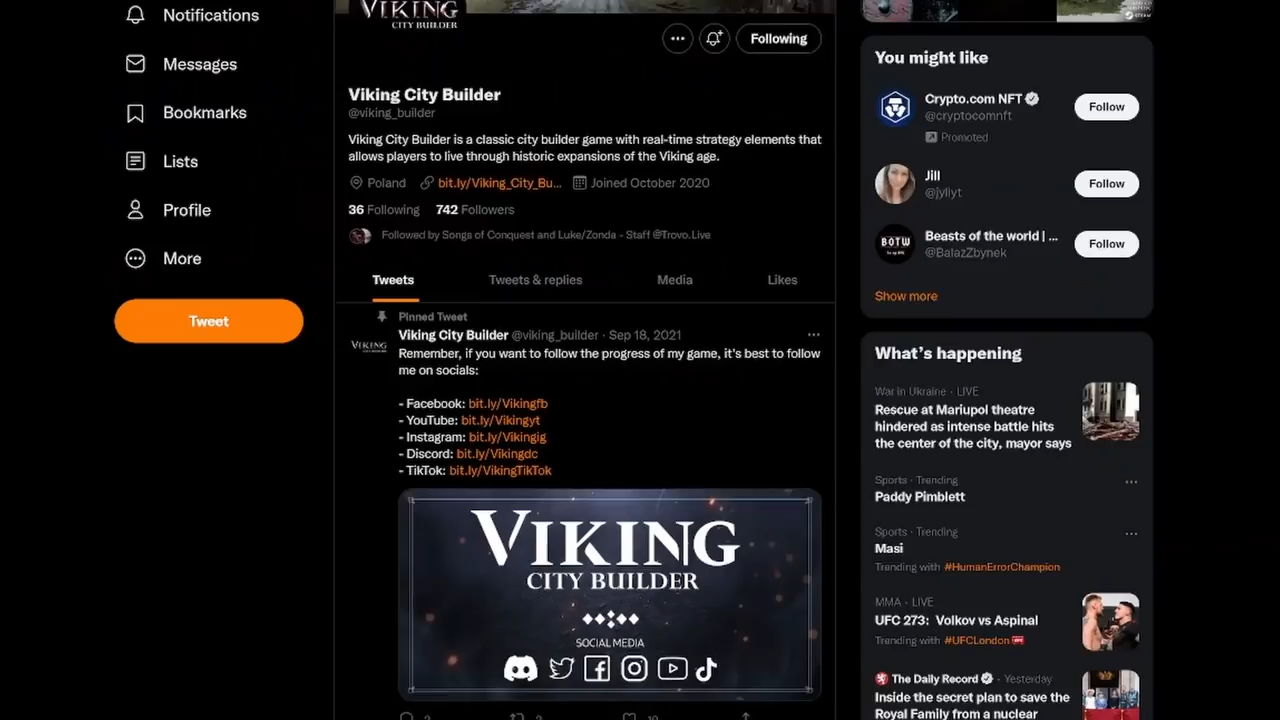 Notifications
Messages
Bookmarks
Lists
Profile
More
Tweet
VIKING
CITY BUILDER
Following
Viking City Builder
@viking_builder
Viking City Builder is a classic city builder game with real-time strategy elements that
allows players to live through historic expansions of the Viking age.
Poland bit.ly/Viking_City_Bu... Joined October 2020
36 Following 742 Followers
Followed by Songs of Conquest and Luke/Zonda - Staff @Trovo.Live
Tweets Tweets & replies Media Likes
Pinned Tweet
Viking City Builder @viking_builder · Sep 18, 2021
VIKING
Remember, if you want to follow the progress of my game, it's best to follow
me on socials:
- Facebook: bit.ly/Vikingfb
- YouTube: bit.ly/Vikingyt
- Instagram: bit.ly/Vikingig
- Discord: bit.ly/Vikingdc
- TikTok: bit.ly/VikingTikTok
VIKING
CITY BUILDER
SOCIAL MEDIA
You might like
Crypto.com NFT
@cryptocomnft
Promoted
Follow
Jill
@jyllyt
Follow
BOTW
Beasts of the world | ...
@BalazZbynek
Follow
Show more
What's happening
War in Ukraine · LIVE
Rescue at Mariupol theatre
hindered as intense battle hits
the center of the city, mayor says
Sports · Trending
Paddy Pimblett
Sports · Trending
Masi
Trending with #HumanErrorChampion
MMA · LIVE
UFC 273: Volkov vs Aspinal
Trending with #UFCLondon
The Daily Record · Yesterday
Inside the secret plan to save the
Royal Family from a nuclear